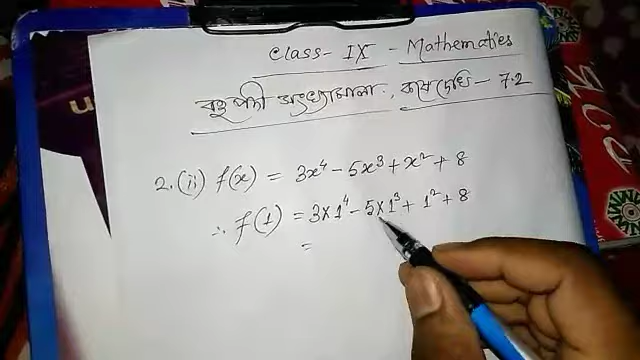 Class - IX - Mathematics
বহুপদী সংখ্যামালা, কষে দেখি - 7.2
2. (ii) f(x) = 3x⁴ - 5x³ + x² + 8
∴ f(1) = 3×1⁴ - 5×1³ + 1² + 8
=